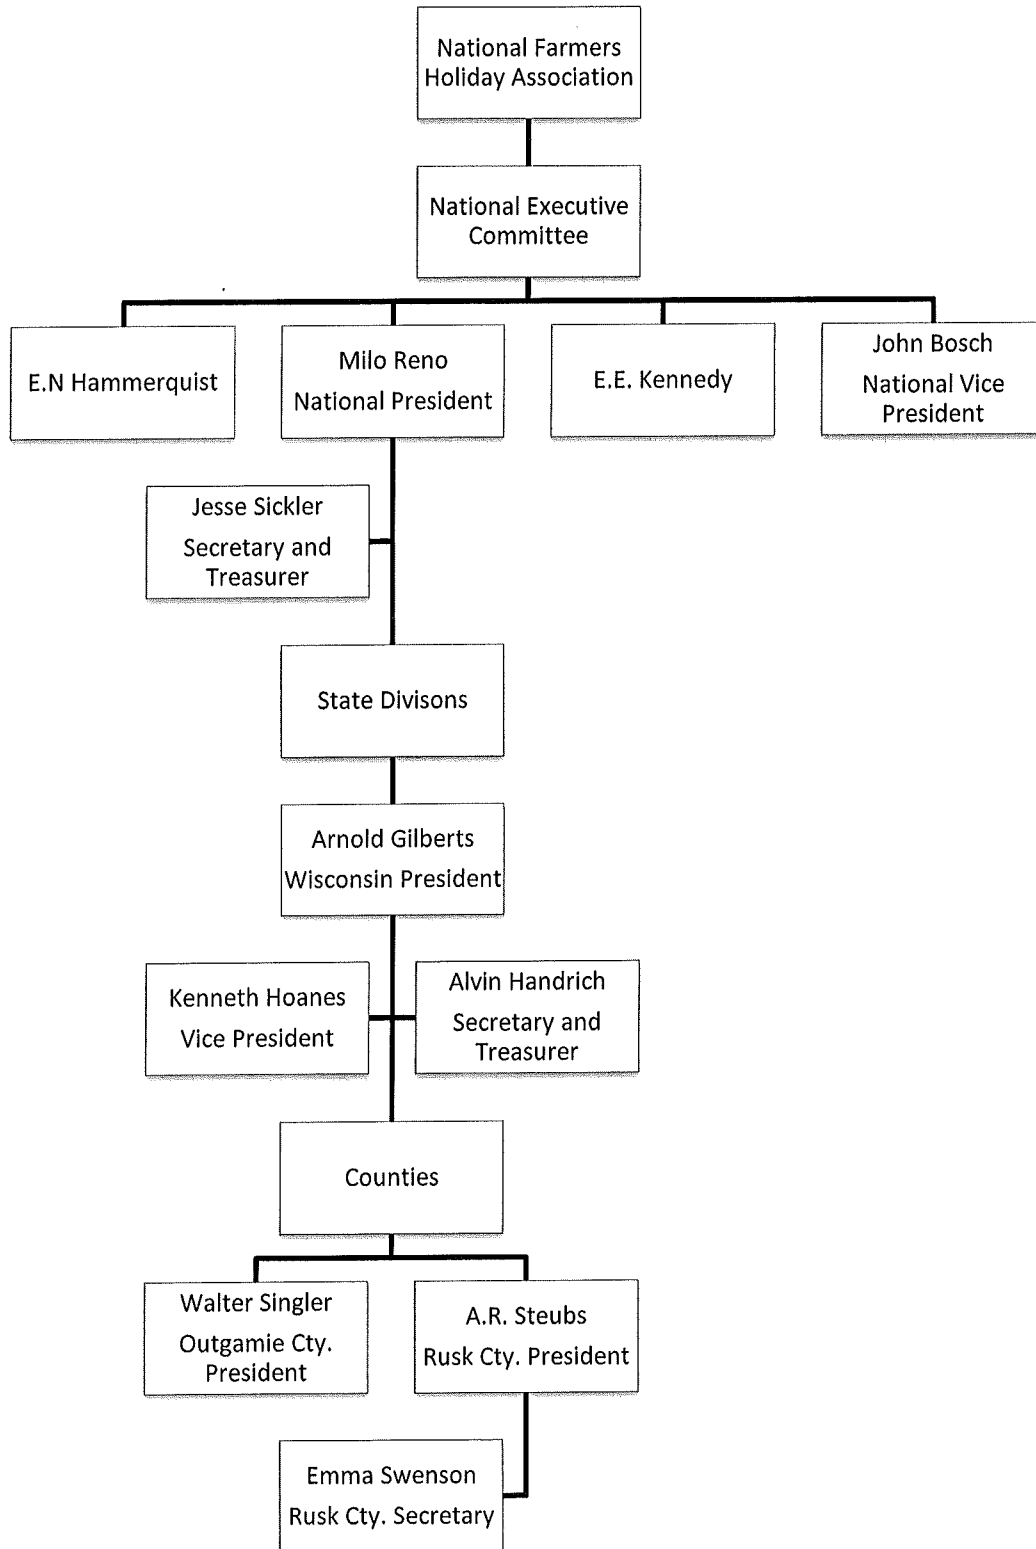 National Farmers
Holiday Association
National Executive
Committee
E.N Hammerquist
Milo Reno
National President
E.E. Kennedy
John Bosch
National Vice
President
Jesse Sickler
Secretary and
Treasurer
State Divisons
Arnold Gilberts
Wisconsin President
Kenneth Hoanes
Vice President
Alvin Handrich
Secretary and
Treasurer
Counties
Walter Singler
Outgamie Cty.
President
A.R. Steubs
Rusk Cty. President
Emma Swenson
Rusk Cty. Secretary